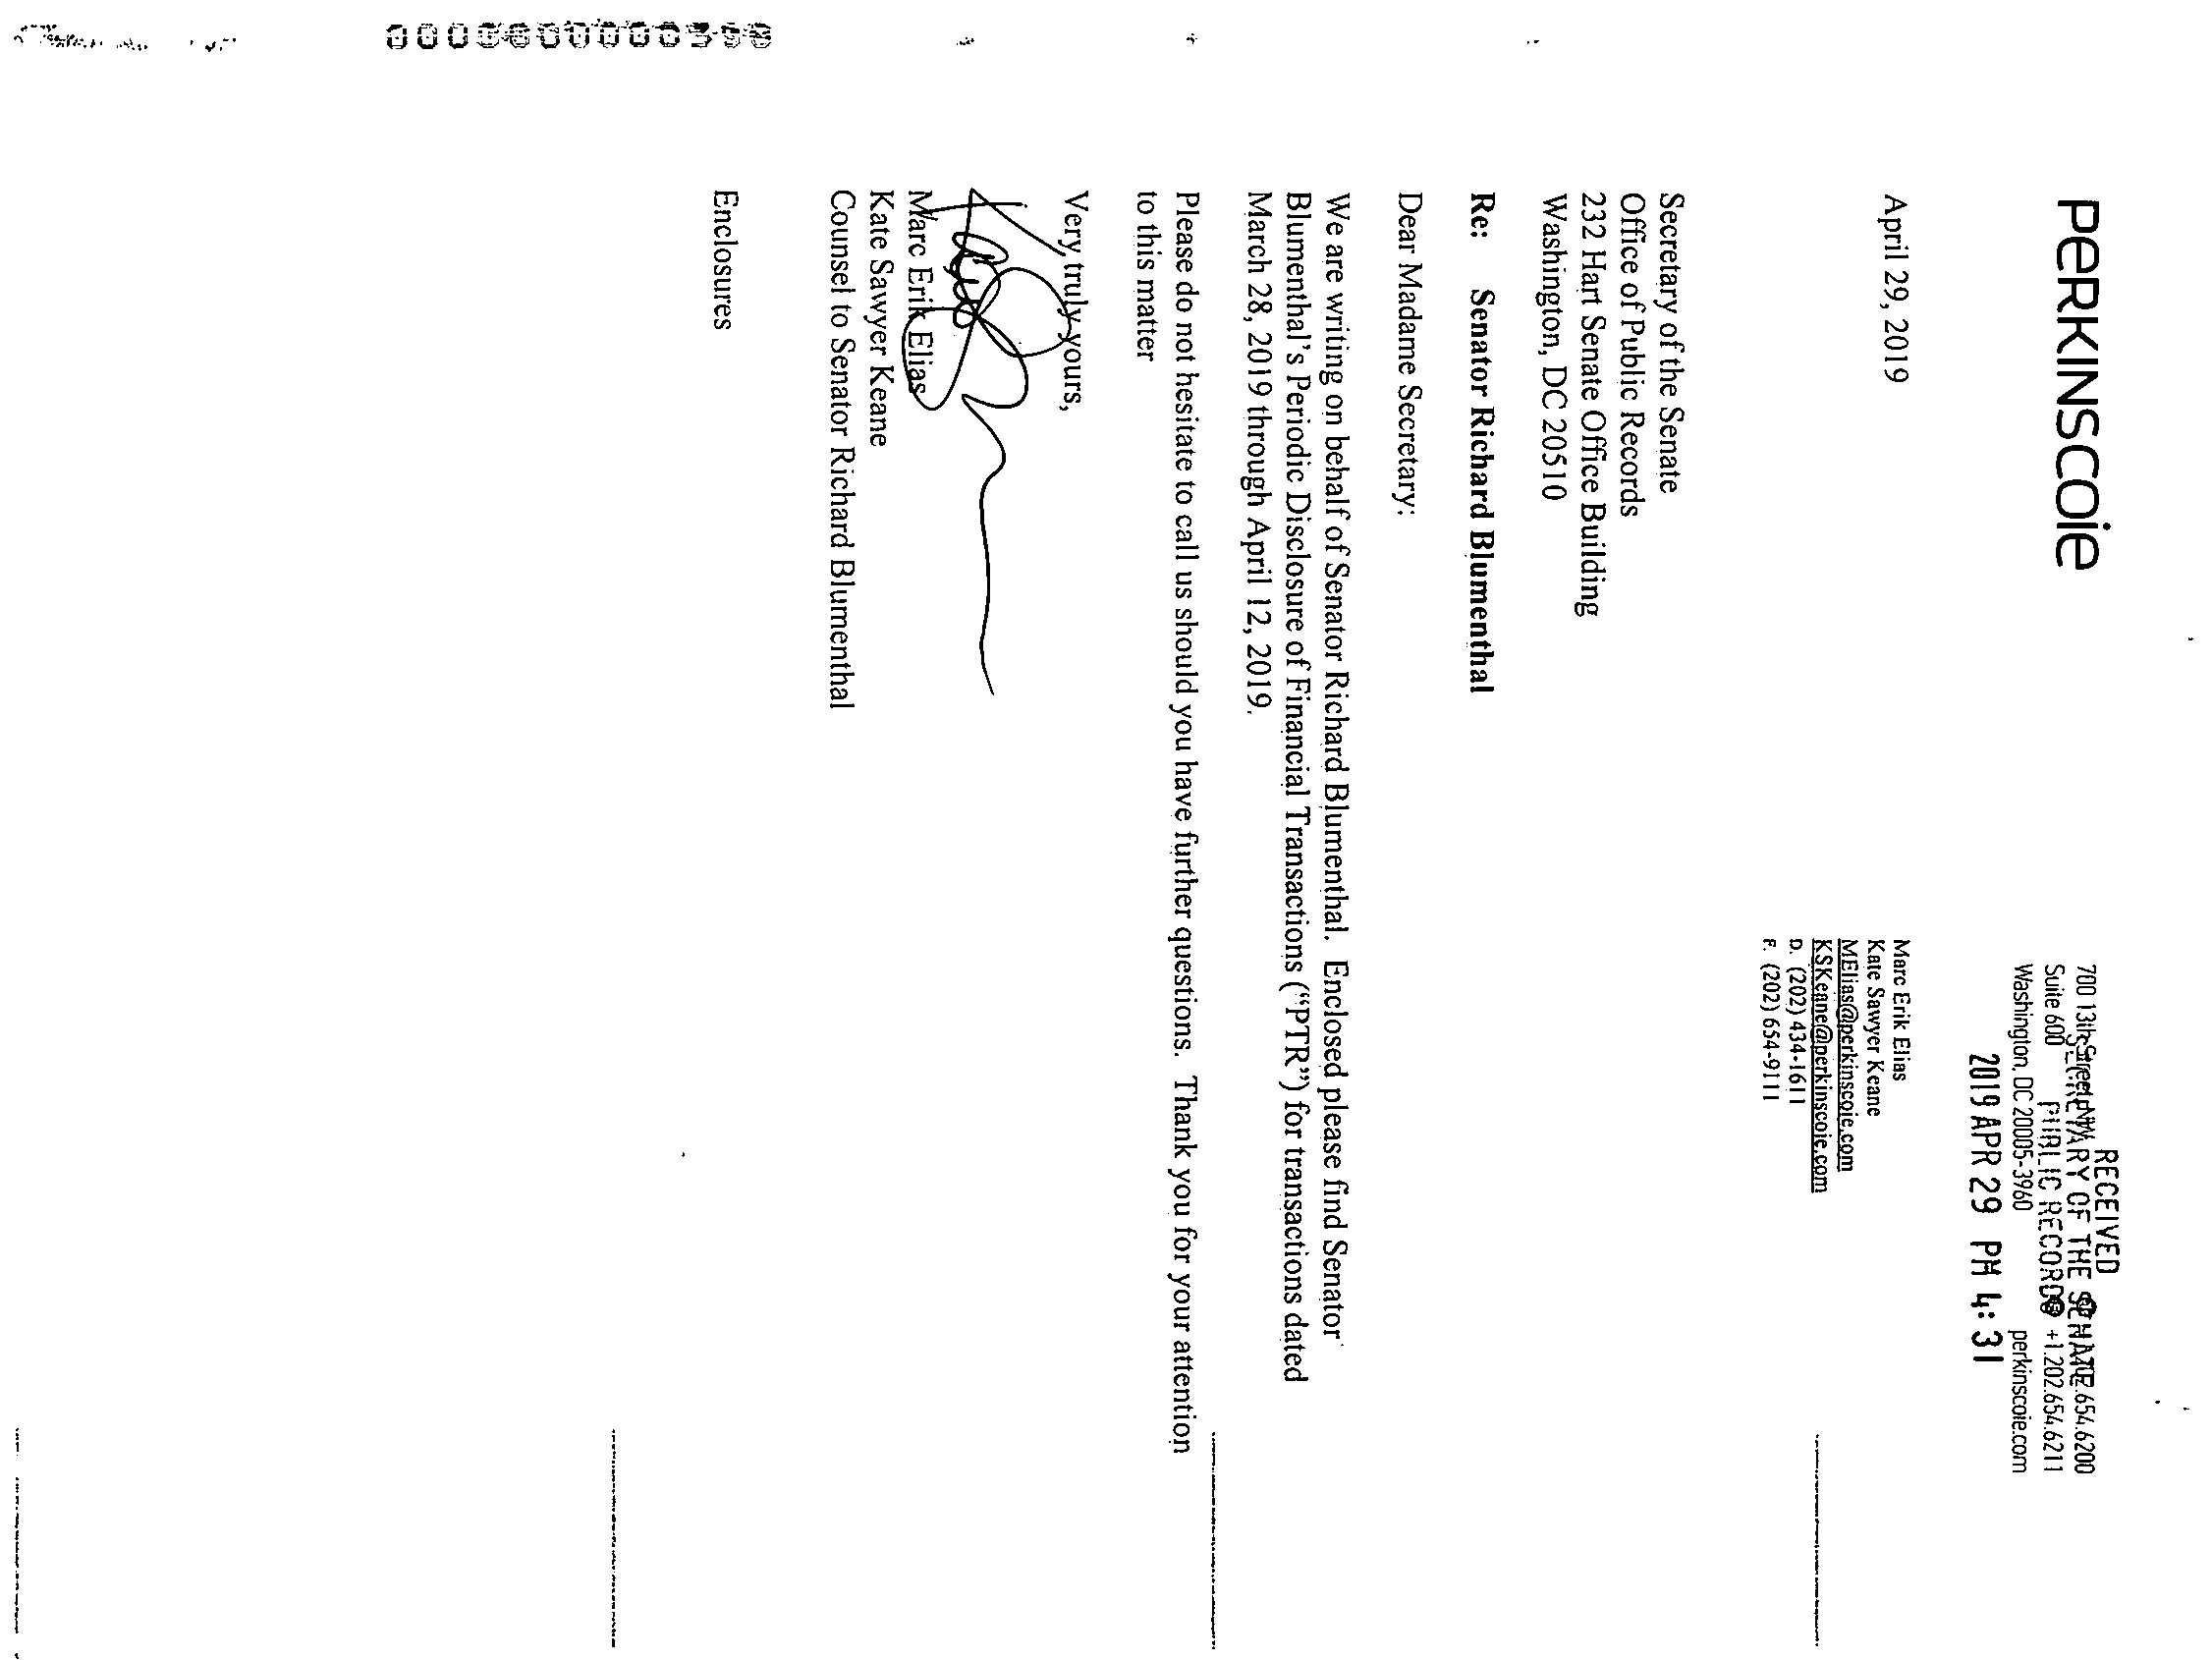 PERKINSCOIE
700 13th Street, NW
Suite 600
Washington, DC 20005-3960
+1.202.654.6200
+1.202.654.6211
perkinscoie.com
RECEIVED
SECRETARY OF THE SENATE
PUBLIC RECORDS
2019 APR 29 PM 4:31
April 29, 2019
Marc Erik Elias
Kate Sawyer Keane
MElias@perkinscoie.com
KSKeane@perkinscoie.com
D. (202) 434-1611
F. (202) 654-9111
Secretary of the Senate
Office of Public Records
232 Hart Senate Office Building
Washington, DC 20510
Re: Senator Richard Blumenthal
Dear Madame Secretary:
We are writing on behalf of Senator Richard Blumenthal. Enclosed please find Senator
Blumenthal's Periodic Disclosure of Financial Transactions (“PTR”) for transactions dated
March 28, 2019 through April 12, 2019.
Please do not hesitate to call us should you have further questions. Thank you for your attention
to this matter
Very truly yours,
Marc Erik Elias
Kate Sawyer Keane
Counsel to Senator Richard Blumenthal
Enclosures